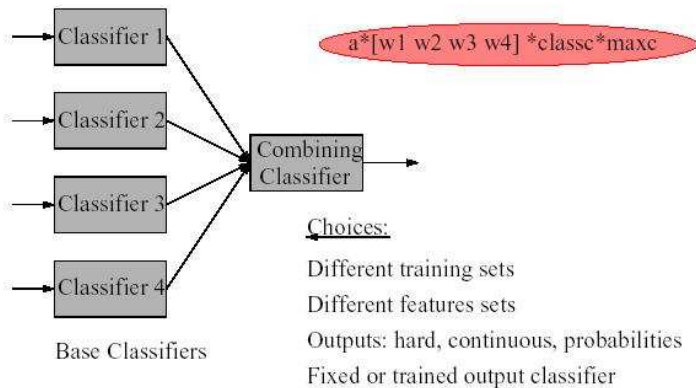 Classifier 1
a*[w1 w2 w3 w4] *classc*maxc
Classifier 2
Combining
Classifier
Classifier 3
Choices:
Different training sets
Classifier 4
Different features sets
Outputs: hard, continuous, probabilities
Base Classifiers
Fixed or trained output classifier